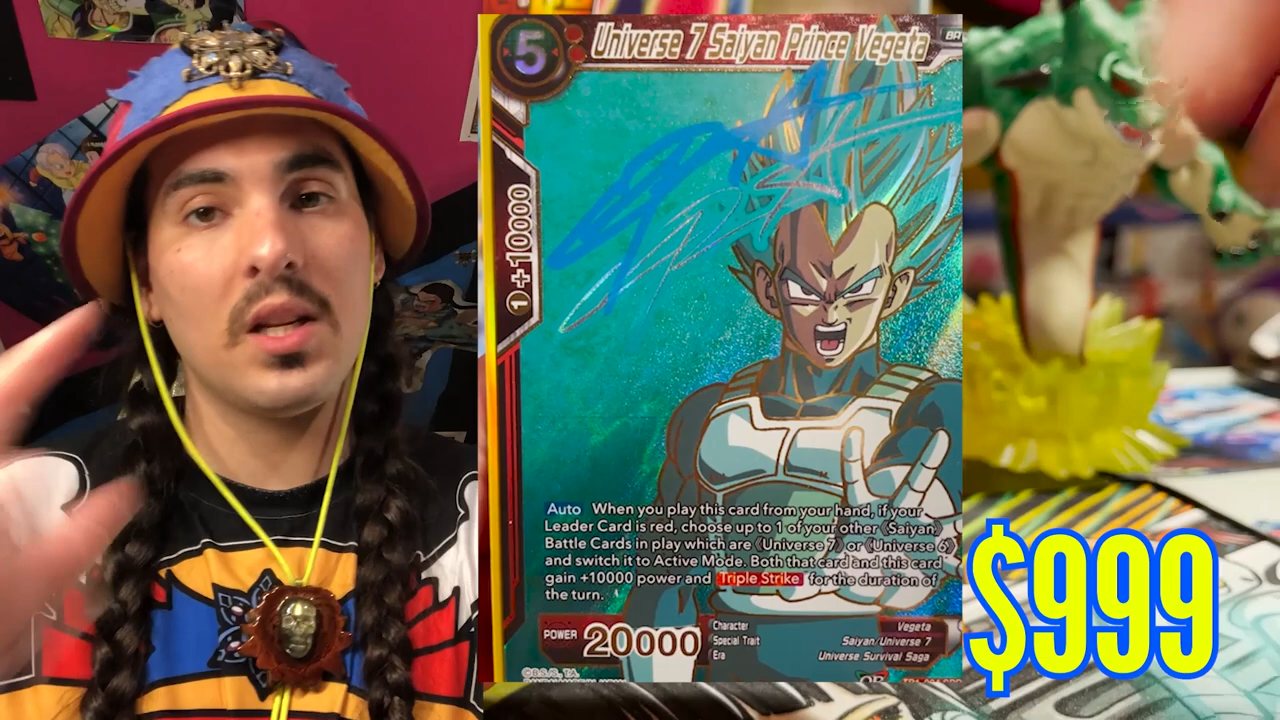 5
Universe 7 Saiyan Prince Vegeta
1 +10000
Auto When you play this card from your hand, if your
Leader Card is red, choose up to 1 of your other 《Saiyan》
Battle Cards in play which are 《Universe 7》 or 《Universe 6》
and switch it to Active Mode. Both that card and this card
gain +10000 power and Triple Strike for the duration of
the turn.
POWER 20000
Character Vegeta
Special Trait Saiyan/Universe 7
Era Universe Survival Saga
$999